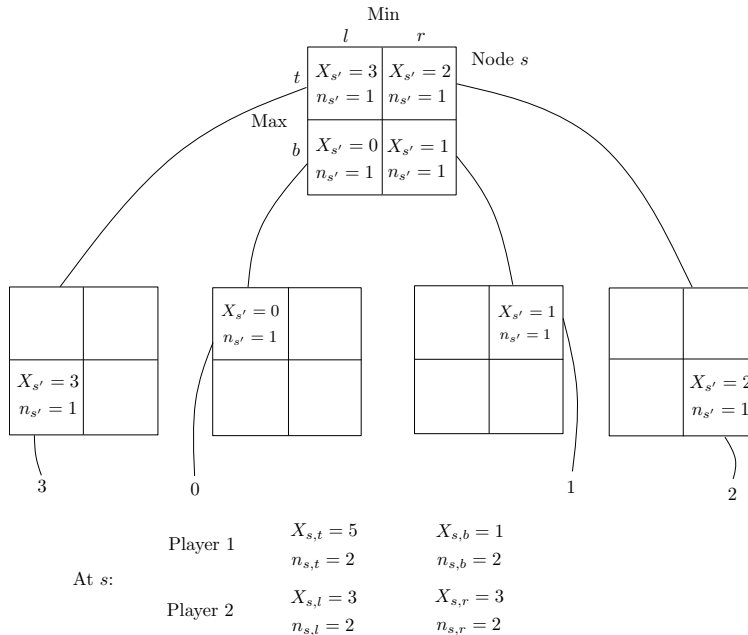 Min
l r
Node s
t X_{s'} = 3 X_{s'} = 2
n_{s'} = 1 n_{s'} = 1
Max
b X_{s'} = 0 X_{s'} = 1
n_{s'} = 1 n_{s'} = 1
X_{s'} = 0 X_{s'} = 1
n_{s'} = 1 n_{s'} = 1
X_{s'} = 3 X_{s'} = 2
n_{s'} = 1 n_{s'} = 1
3 0 1 2
X_{s,t} = 5 X_{s,b} = 1
Player 1
n_{s,t} = 2 n_{s,b} = 2
At s:
X_{s,l} = 3 X_{s,r} = 3
Player 2
n_{s,l} = 2 n_{s,r} = 2